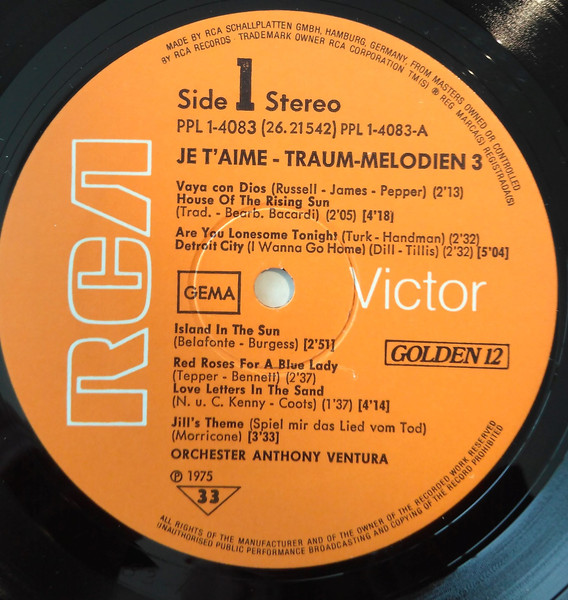 MADE BY RCA SCHALLPLATTEN GMBH, HAMBURG, GERMANY, FROM MASTERS OWNED OR CONTROLLED
BY RCA RECORDS · TRADEMARK OWNER RCA CORPORATION TM(S) ® REG MARCA(S) REGISTRADA(S)
Side 1 Stereo
PPL 1-4083 (26.21542) PPL 1-4083-A
JE T'AIME - TRAUM-MELODIEN 3
Vaya con Dios (Russell - James - Pepper) (2'13)
House Of The Rising Sun
(Trad. - Bearb. Bacardi) (2'05) [4'18]
Are You Lonesome Tonight (Turk - Handman) (2'32)
Detroit City (I Wanna Go Home) (Dill - Tillis) (2'32) [5'04]
RCA
GEMA
Victor
Island In The Sun
(Belafonte - Burgess) [2'51]
GOLDEN 12
Red Roses For A Blue Lady
(Tepper - Bennett) (2'37)
Love Letters In The Sand
(N. u. C. Kenny - Coots) (1'37) [4'14]
Jill's Theme (Spiel mir das Lied vom Tod)
(Morricone) [3'33]
ORCHESTER ANTHONY VENTURA
℗ 1975
33
ALL RIGHTS OF THE MANUFACTURER AND OF THE OWNER OF THE RECORDED WORK RESERVED
UNAUTHORISED PUBLIC PERFORMANCE BROADCASTING AND COPYING OF THE RECORD PROHIBITED